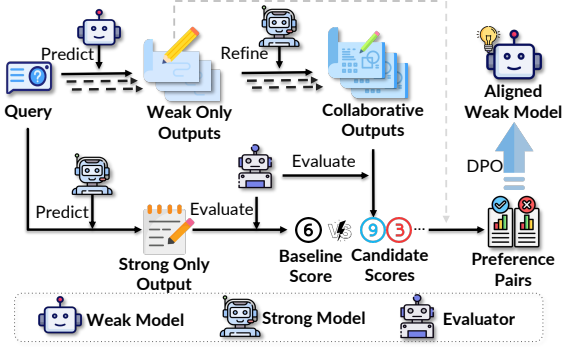 Predict
Refine
Query
Weak Only
Outputs
Collaborative
Outputs
Aligned
Weak Model
DPO
Evaluate
Predict
Evaluate
Strong Only
Output
6 VS 9 3 ...
Baseline
Score
Candidate
Scores
Preference
Pairs
Weak Model
Strong Model
Evaluator